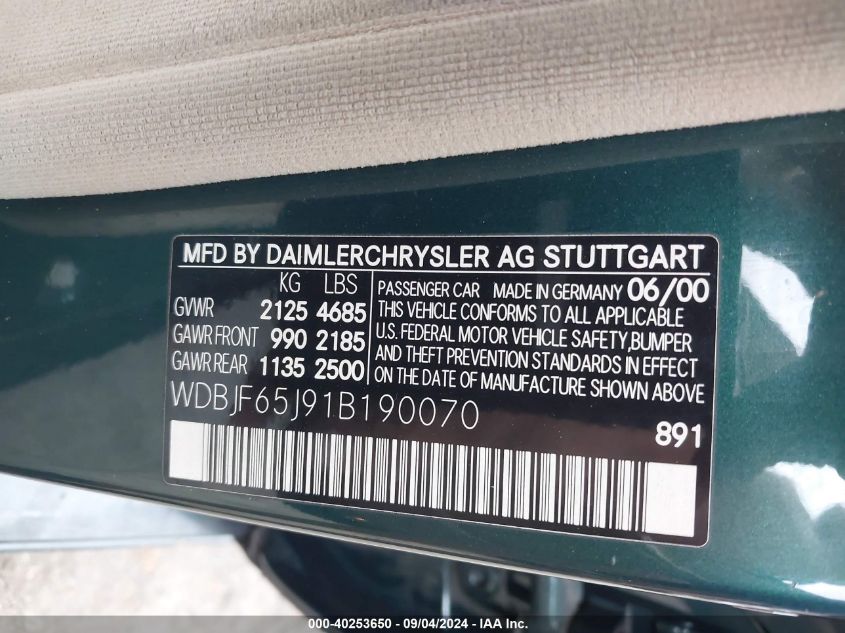 MFD BY DAIMLERCHRYSLER AG STUTTGART
KG LBS
GVWR 2125 4685
GAWR FRONT 990 2185
GAWR REAR 1135 2500
PASSENGER CAR MADE IN GERMANY 06/00
THIS VEHICLE CONFORMS TO ALL APPLICABLE
U.S. FEDERAL MOTOR VEHICLE SAFETY,BUMPER
AND THEFT PREVENTION STANDARDS IN EFFECT
ON THE DATE OF MANUFACTURE SHOWN ABOVE
WDBJF65J91B190070
891
000-40253650 - 09/04/2024 - IAA Inc.